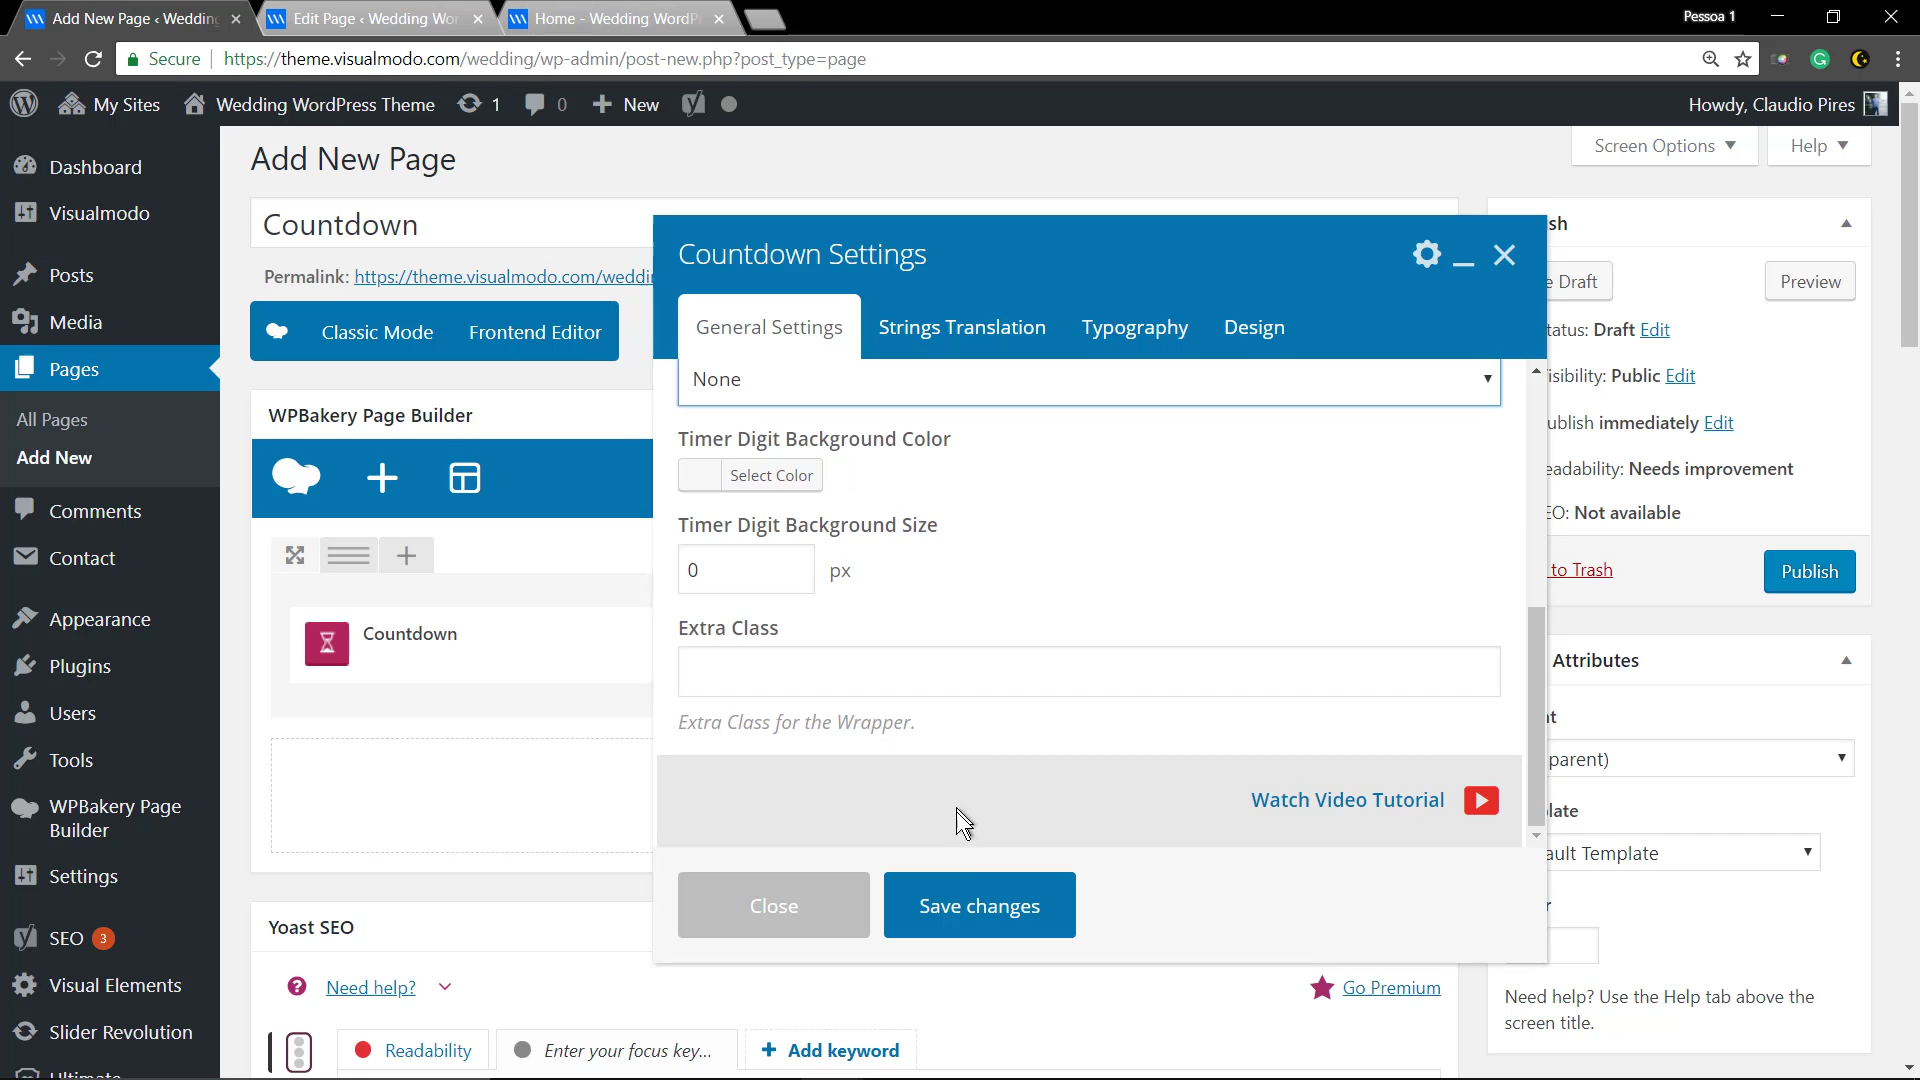 Add New Page ‹ Wedding
Edit Page ‹ Wedding Wor
Home - Wedding WordP
Pessoa 1
Secure
https://theme.visualmodo.com/wedding/wp-admin/post-new.php?post_type=page
My Sites
Wedding WordPress Theme
1
0
New
Howdy, Claudio Pires
Dashboard
Visualmodo
Posts
Media
Pages
All Pages
Add New
Comments
Contact
Appearance
Plugins
Users
Tools
WPBakery Page
Builder
Settings
SEO 3
Visual Elements
Slider Revolution
Add New Page
Screen Options
Help
Countdown
Permalink: https://theme.visualmodo.com/weddi
Classic Mode
Frontend Editor
WPBakery Page Builder
Countdown
Yoast SEO
Need help?
Go Premium
Readability
Enter your focus key...
Add keyword
Countdown Settings
General Settings
Strings Translation
Typography
Design
None
Timer Digit Background Color
Select Color
Timer Digit Background Size
0
px
Extra Class
Extra Class for the Wrapper.
Watch Video Tutorial
Close
Save changes
sh
e Draft
Preview
tatus: Draft Edit
isibility: Public Edit
ublish immediately Edit
eadability: Needs improvement
EO: Not available
to Trash
Publish
Attributes
nt
parent)
late
ault Template
r
Need help? Use the Help tab above the
screen title.